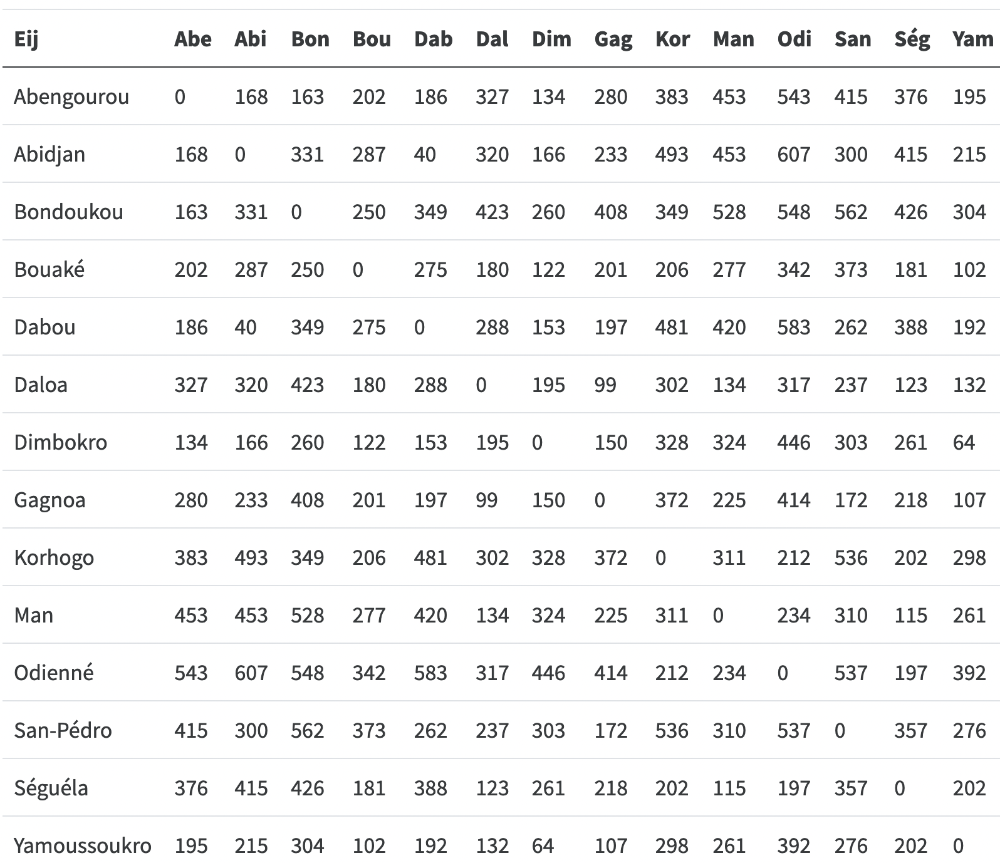 Eij Abe Abi Bon Bou Dab Dal Dim Gag Kor Man Odi San Ség Yam
Abengourou 0 168 163 202 186 327 134 280 383 453 543 415 376 195
Abidjan 168 0 331 287 40 320 166 233 493 453 607 300 415 215
Bondoukou 163 331 0 250 349 423 260 408 349 528 548 562 426 304
Bouaké 202 287 250 0 275 180 122 201 206 277 342 373 181 102
Dabou 186 40 349 275 0 288 153 197 481 420 583 262 388 192
Daloa 327 320 423 180 288 0 195 99 302 134 317 237 123 132
Dimbokro 134 166 260 122 153 195 0 150 328 324 446 303 261 64
Gagnoa 280 233 408 201 197 99 150 0 372 225 414 172 218 107
Korhogo 383 493 349 206 481 302 328 372 0 311 212 536 202 298
Man 453 453 528 277 420 134 324 225 311 0 234 310 115 261
Odienné 543 607 548 342 583 317 446 414 212 234 0 537 197 392
San-Pédro 415 300 562 373 262 237 303 172 536 310 537 0 357 276
Séguéla 376 415 426 181 388 123 261 218 202 115 197 357 0 202
Yamoussoukro 195 215 304 102 192 132 64 107 298 261 392 276 202 0